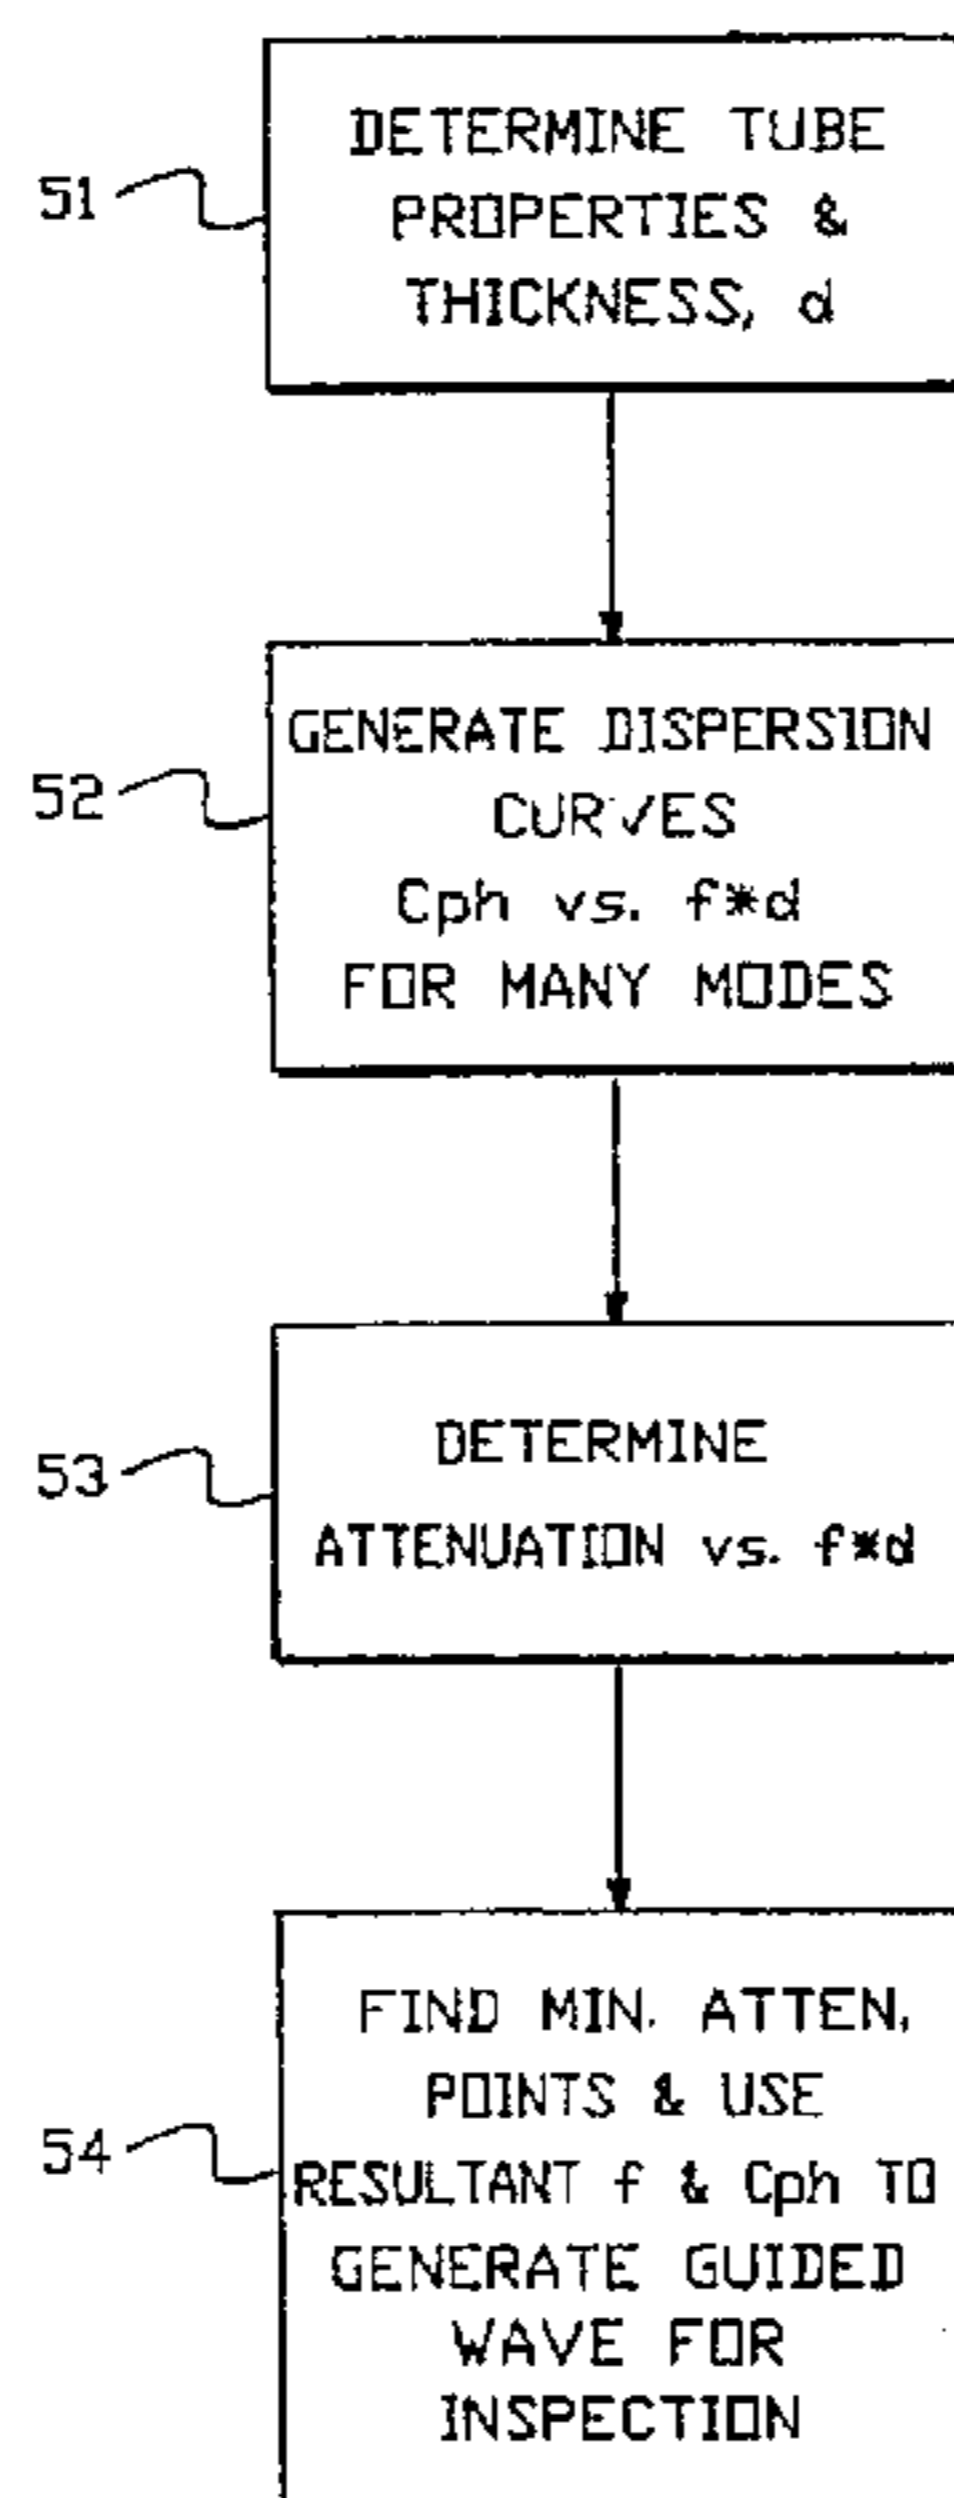 51
DETERMINE TUBE
PROPERTIES &
THICKNESS, d
52
GENERATE DISPERSION
CURVES
Cph vs. f*d
FOR MANY MODES
53
DETERMINE
ATTENUATION vs. f*d
54
FIND MIN. ATTEN.
POINTS & USE
RESULTANT f & Cph TO
GENERATE GUIDED
WAVE FOR
INSPECTION